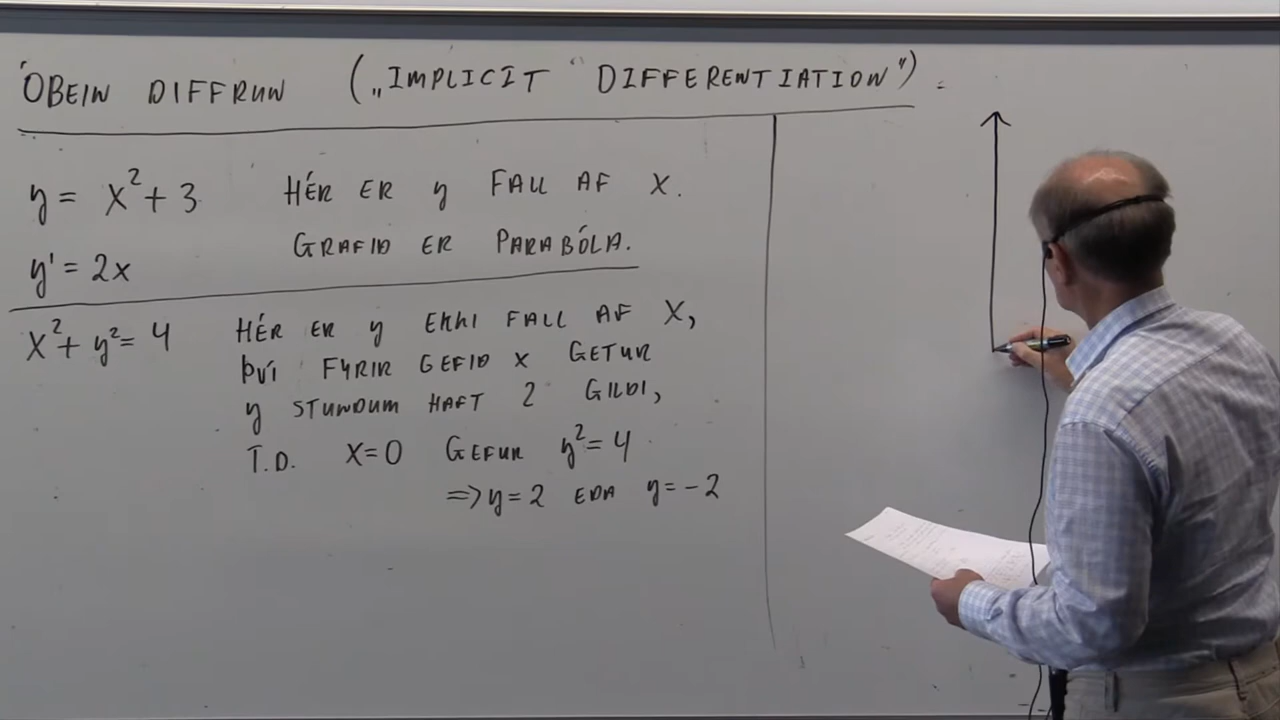 ÓBEIN DIFFRUN („IMPLICIT DIFFERENTIATION")
y = x² + 3 HÉR ER y FALL AF X.
GRAFIÐ ER PARABÓLA.
y' = 2x
x² + y² = 4 HÉR ER y EKKI FALL AF X,
ÞVÍ FYRIR GEFIÐ X GETUR
y STUNDUM HAFT 2 GILDI,
T.D. X=0 GEFUR y² = 4
⇒ y = 2 EÐA y = -2